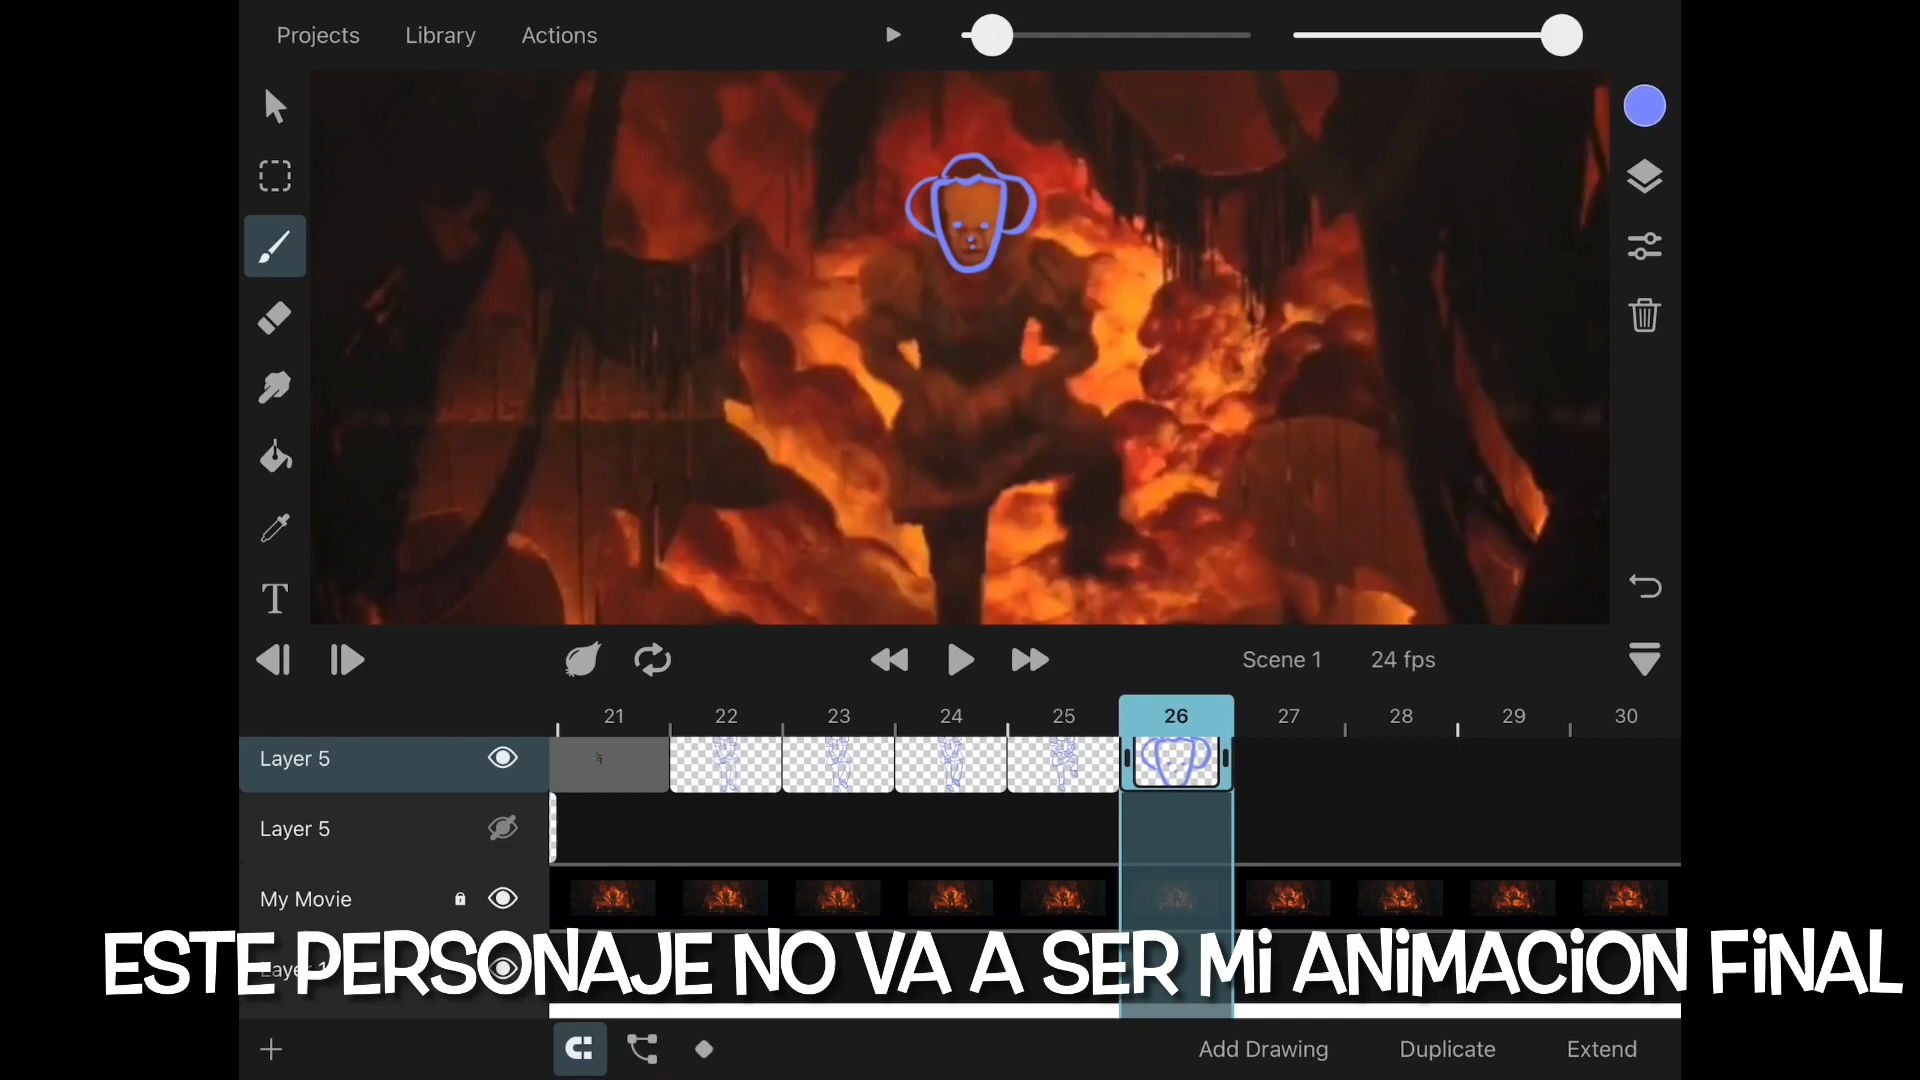 Projects Library Actions
Scene 1 24 fps
21 22 23 24 25 26 27 28 29 30
Layer 5
Layer 5
My Movie
ESTE PERSONAJE NO VA A SER Mi ANiMACiON FiNAL
Add Drawing Duplicate Extend